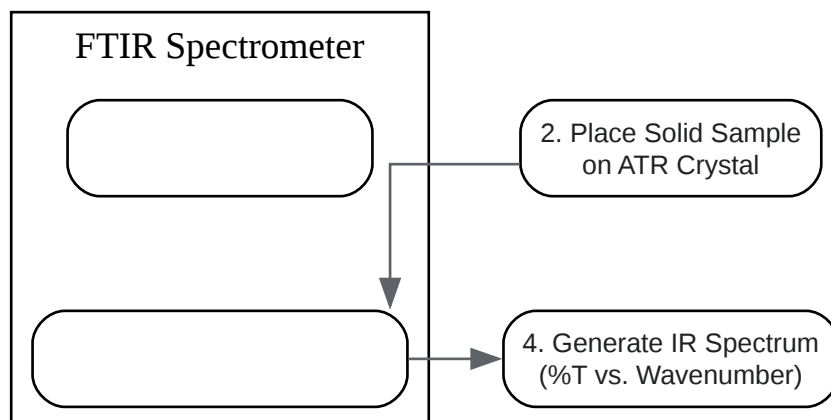 FTIR Spectrometer
2. Place Solid Sample
on ATR Crystal
4. Generate IR Spectrum
(%T vs. Wavenumber)